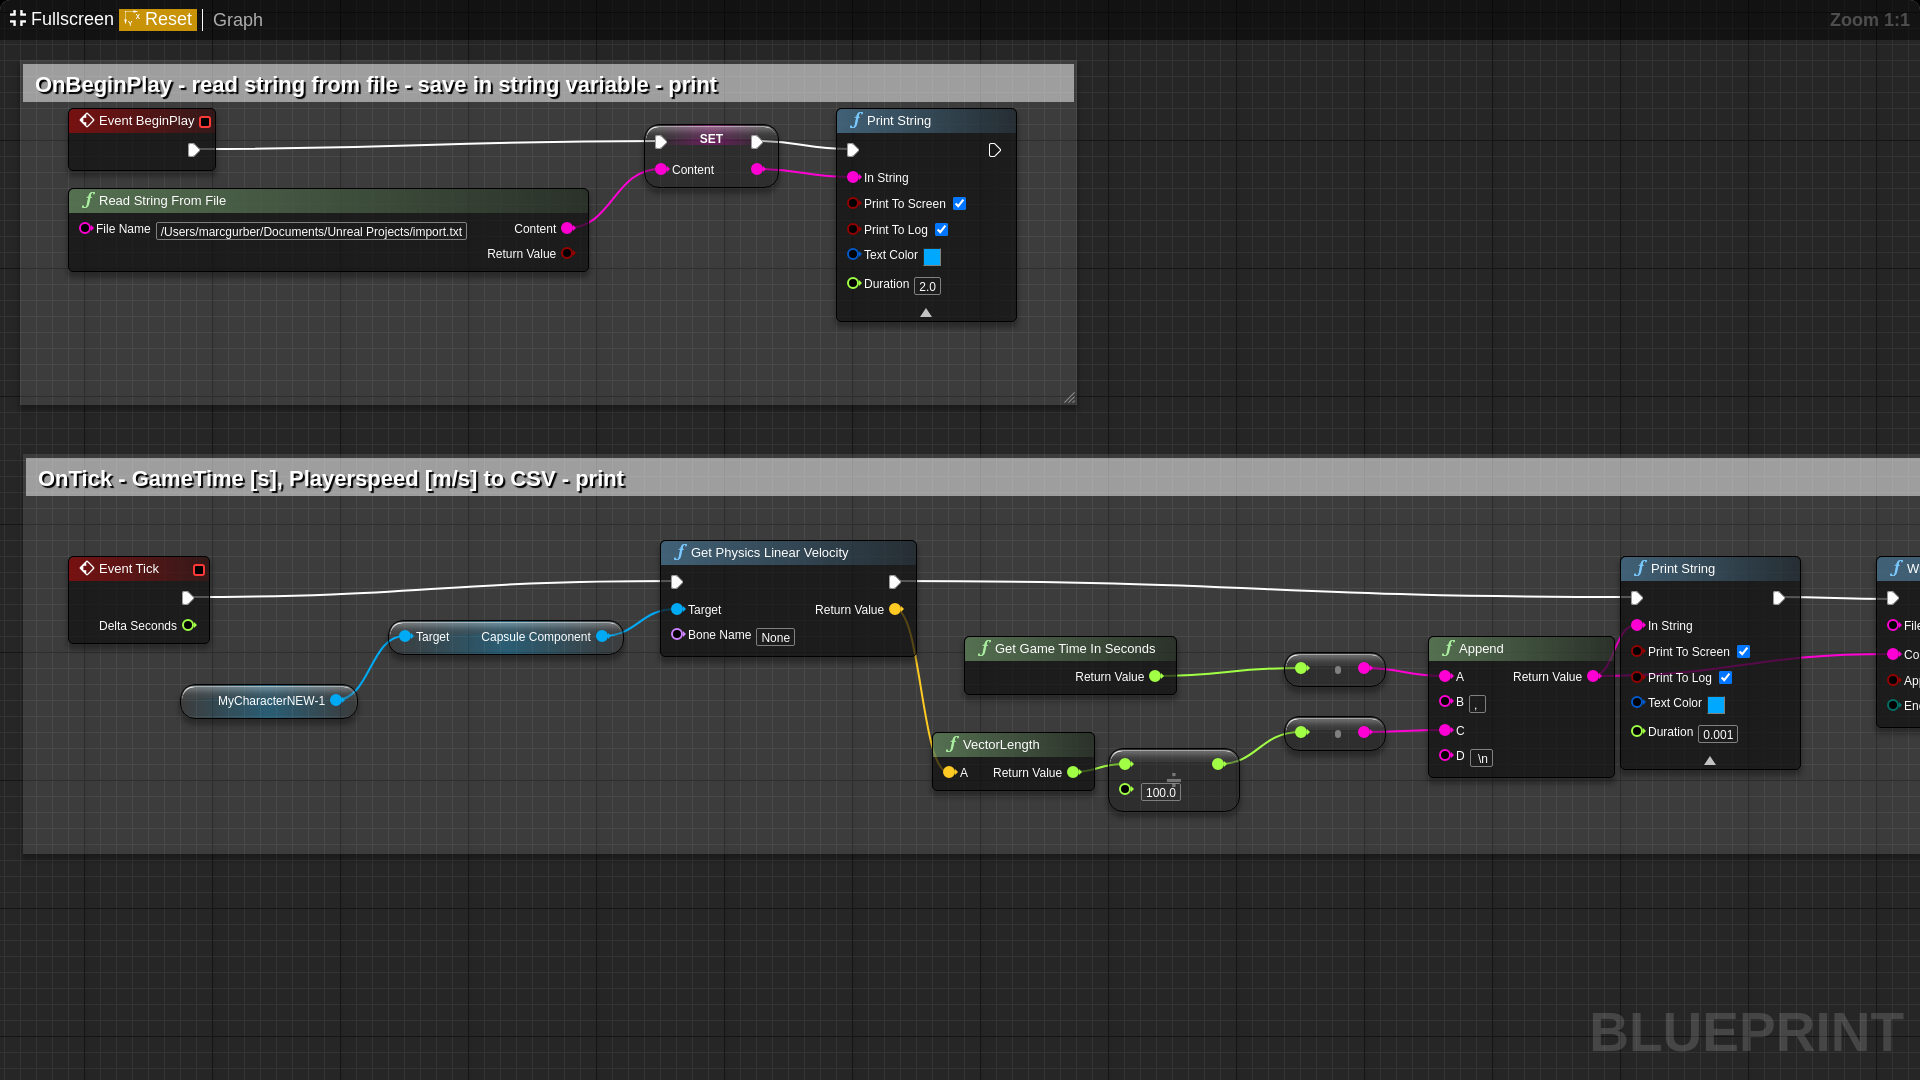 Fullscreen Reset Graph Zoom 1:1
OnBeginPlay - read string from file - save in string variable - print
Event BeginPlay
Read String From File
File Name /Users/marcgurber/Documents/Unreal Projects/import.txt Content
Return Value
SET
Content
Print String
In String
Print To Screen
Print To Log
Text Color
Duration 2.0
OnTick - GameTime [s], Playerspeed [m/s] to CSV - print
Event Tick
Delta Seconds
MyCharacterNEW-1
Target Capsule Component
Get Physics Linear Velocity
Target Return Value
Bone Name None
Get Game Time In Seconds
Return Value
VectorLength
A Return Value
÷
100.0
Append
A Return Value
B ,
C
D \n
Print String
In String
Print To Screen
Print To Log
Text Color
Duration 0.001
BLUEPRINT